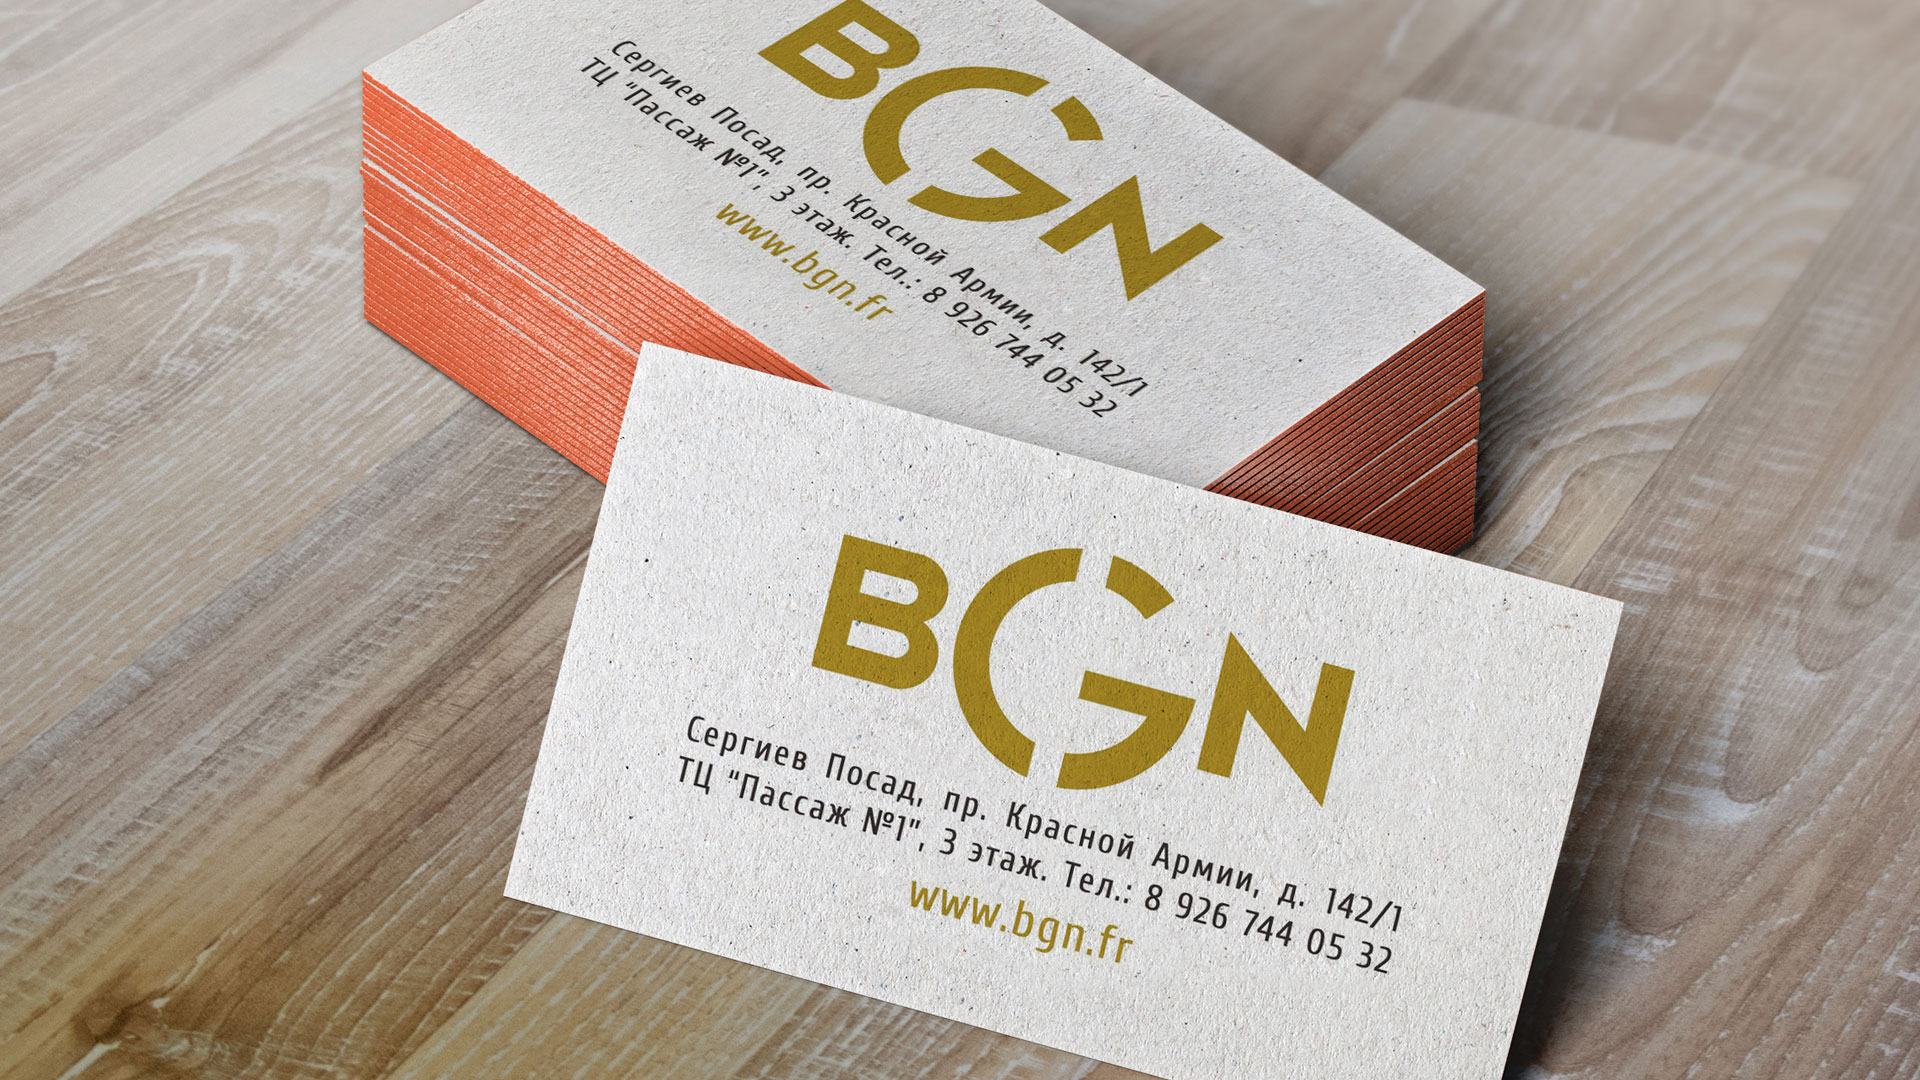 BGN
Сергиев Посад, пр. Красной Армии, д. 142/1
ТЦ "Пассаж №1", 3 этаж. Тел.: 8 926 744 05 32
www.bgn.fr
BGN
Сергиев Посад, пр. Красной Армии, д. 142/1
ТЦ "Пассаж №1", 3 этаж. Тел.: 8 926 744 05 32
www.bgn.fr